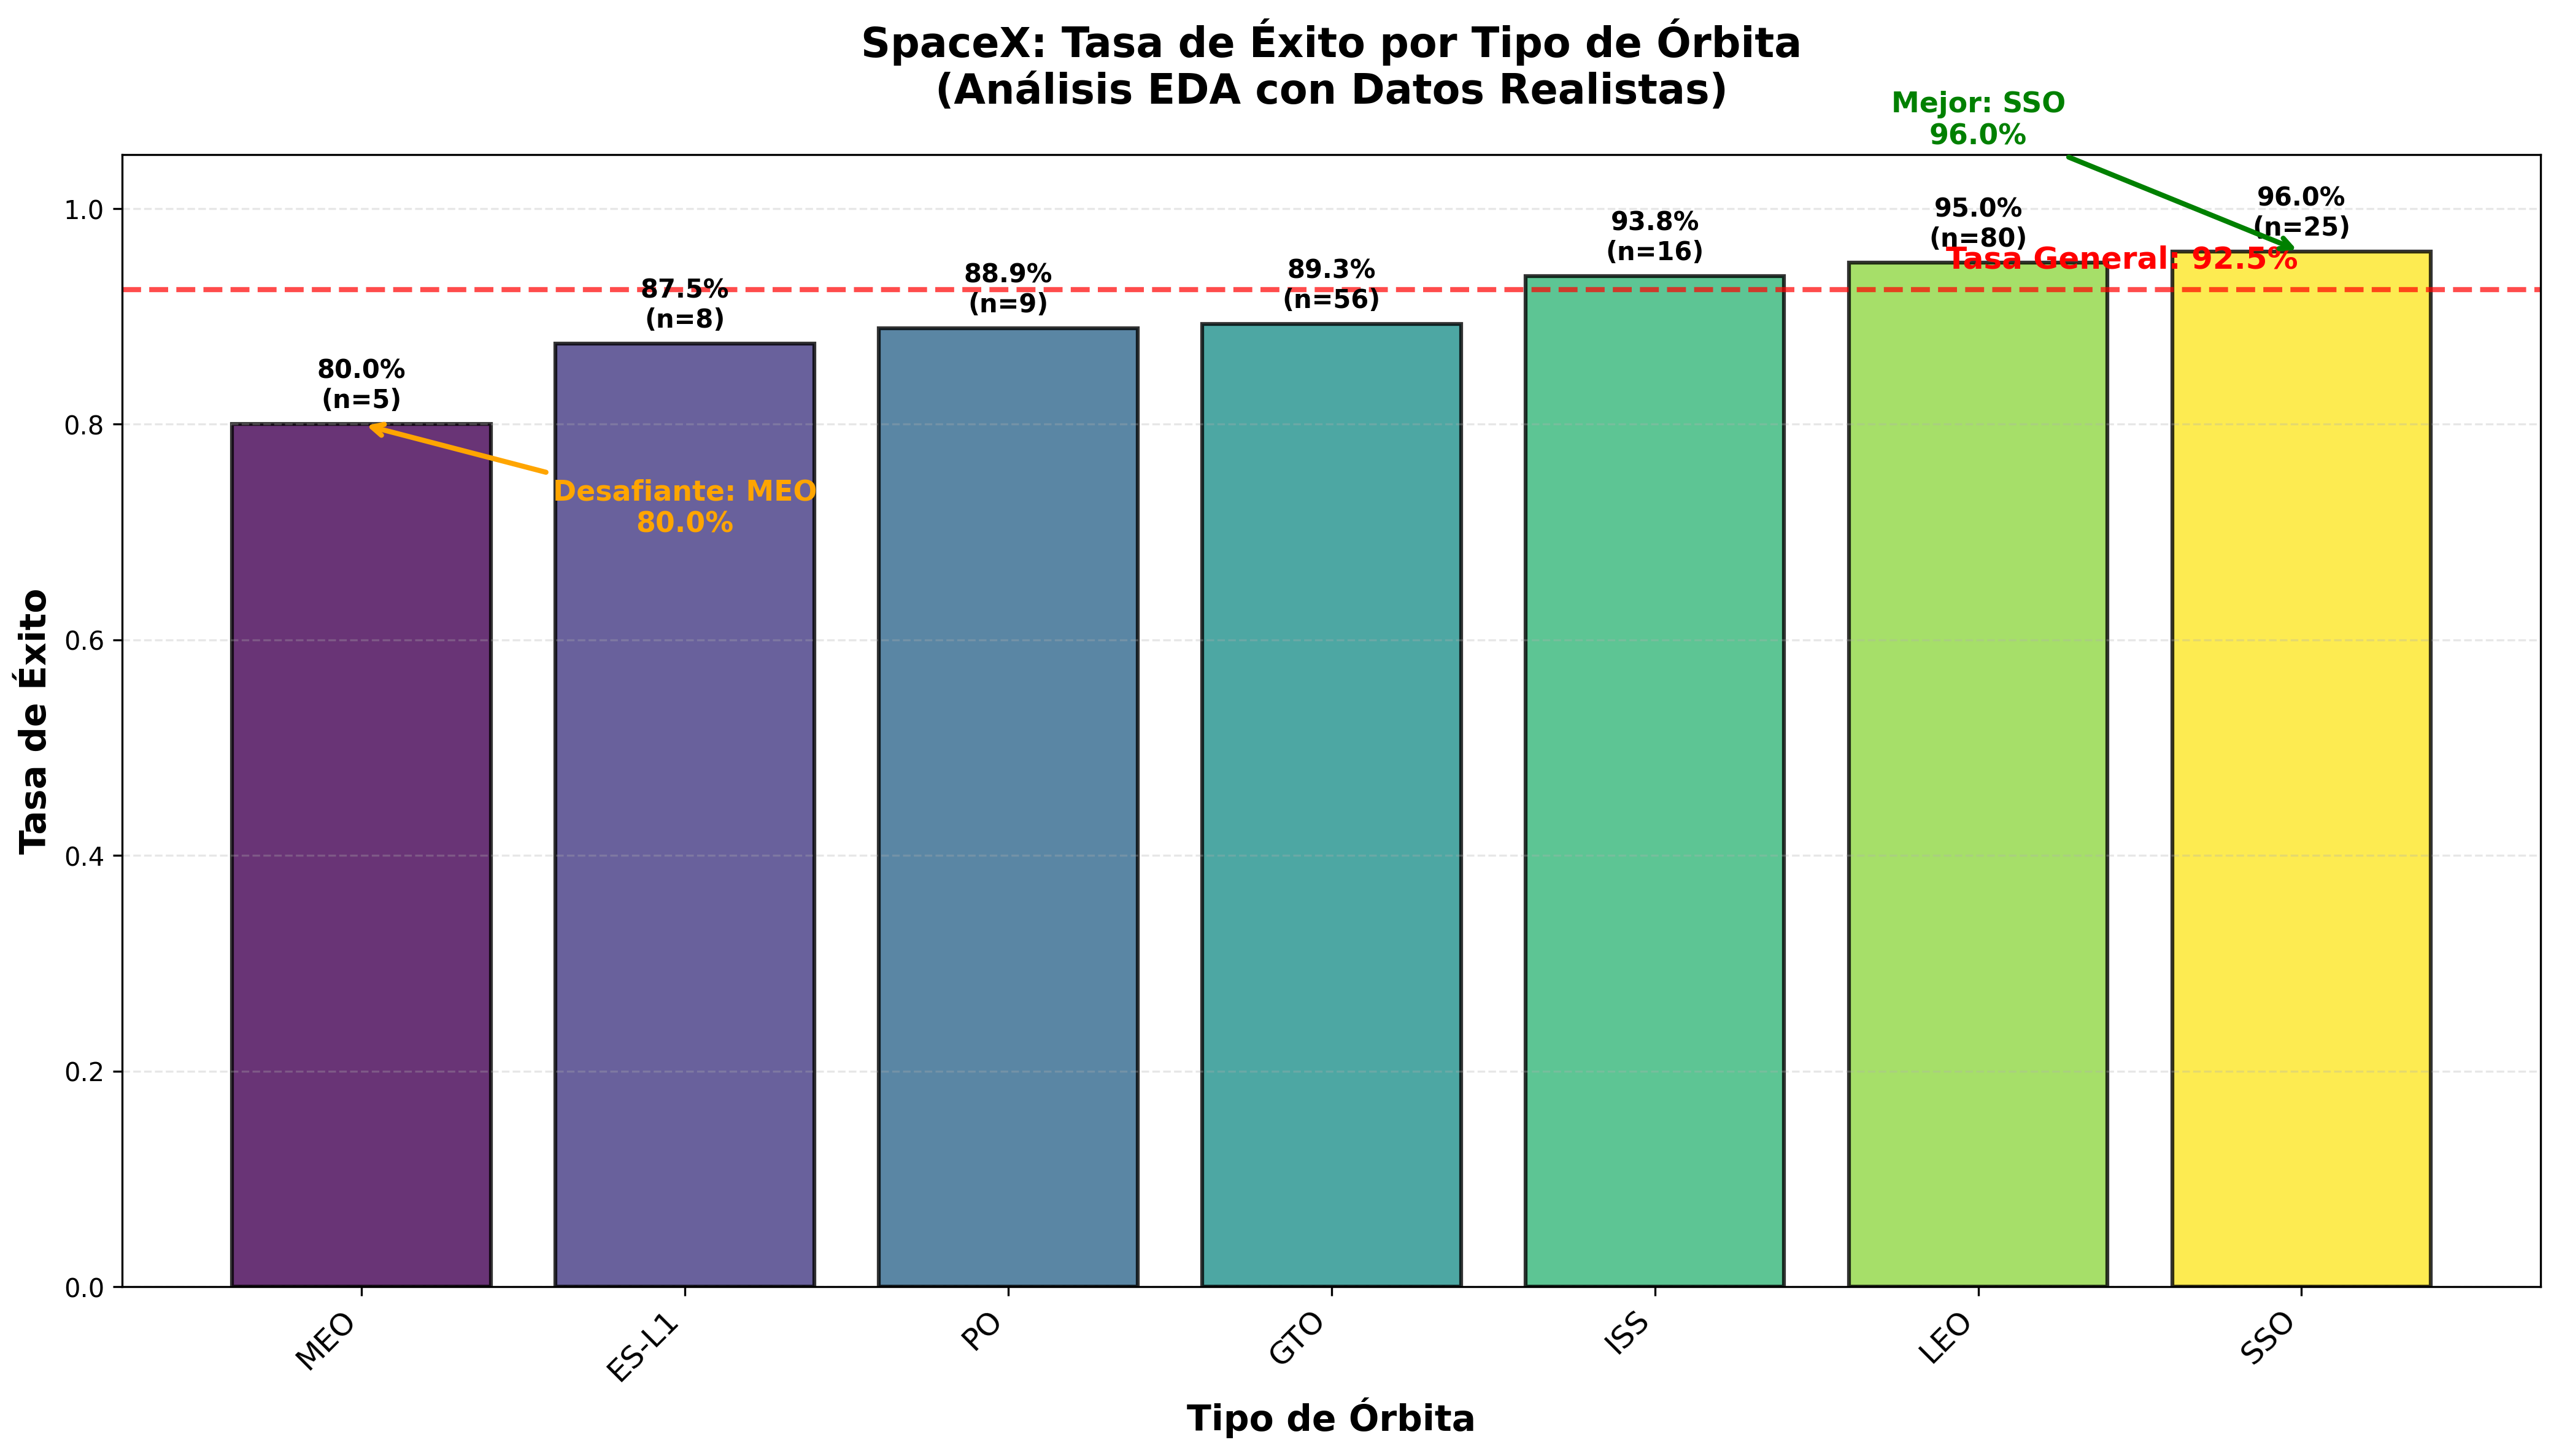 SpaceX: Tasa de Éxito por Tipo de Órbita
(Análisis EDA con Datos Realistas)
Mejor: SSO
96.0%
96.0%
(n=25)
95.0%
(n=80)
93.8%
(n=16)
Tasa General: 92.5%
89.3%
(n=56)
88.9%
(n=9)
87.5%
(n=8)
80.0%
(n=5)
Desafiante: MEO
80.0%
Tasa de Éxito
1.0
0.8
0.6
0.4
0.2
0.0
MEO
ES-L1
PO
GTO
ISS
LEO
SSO
Tipo de Órbita